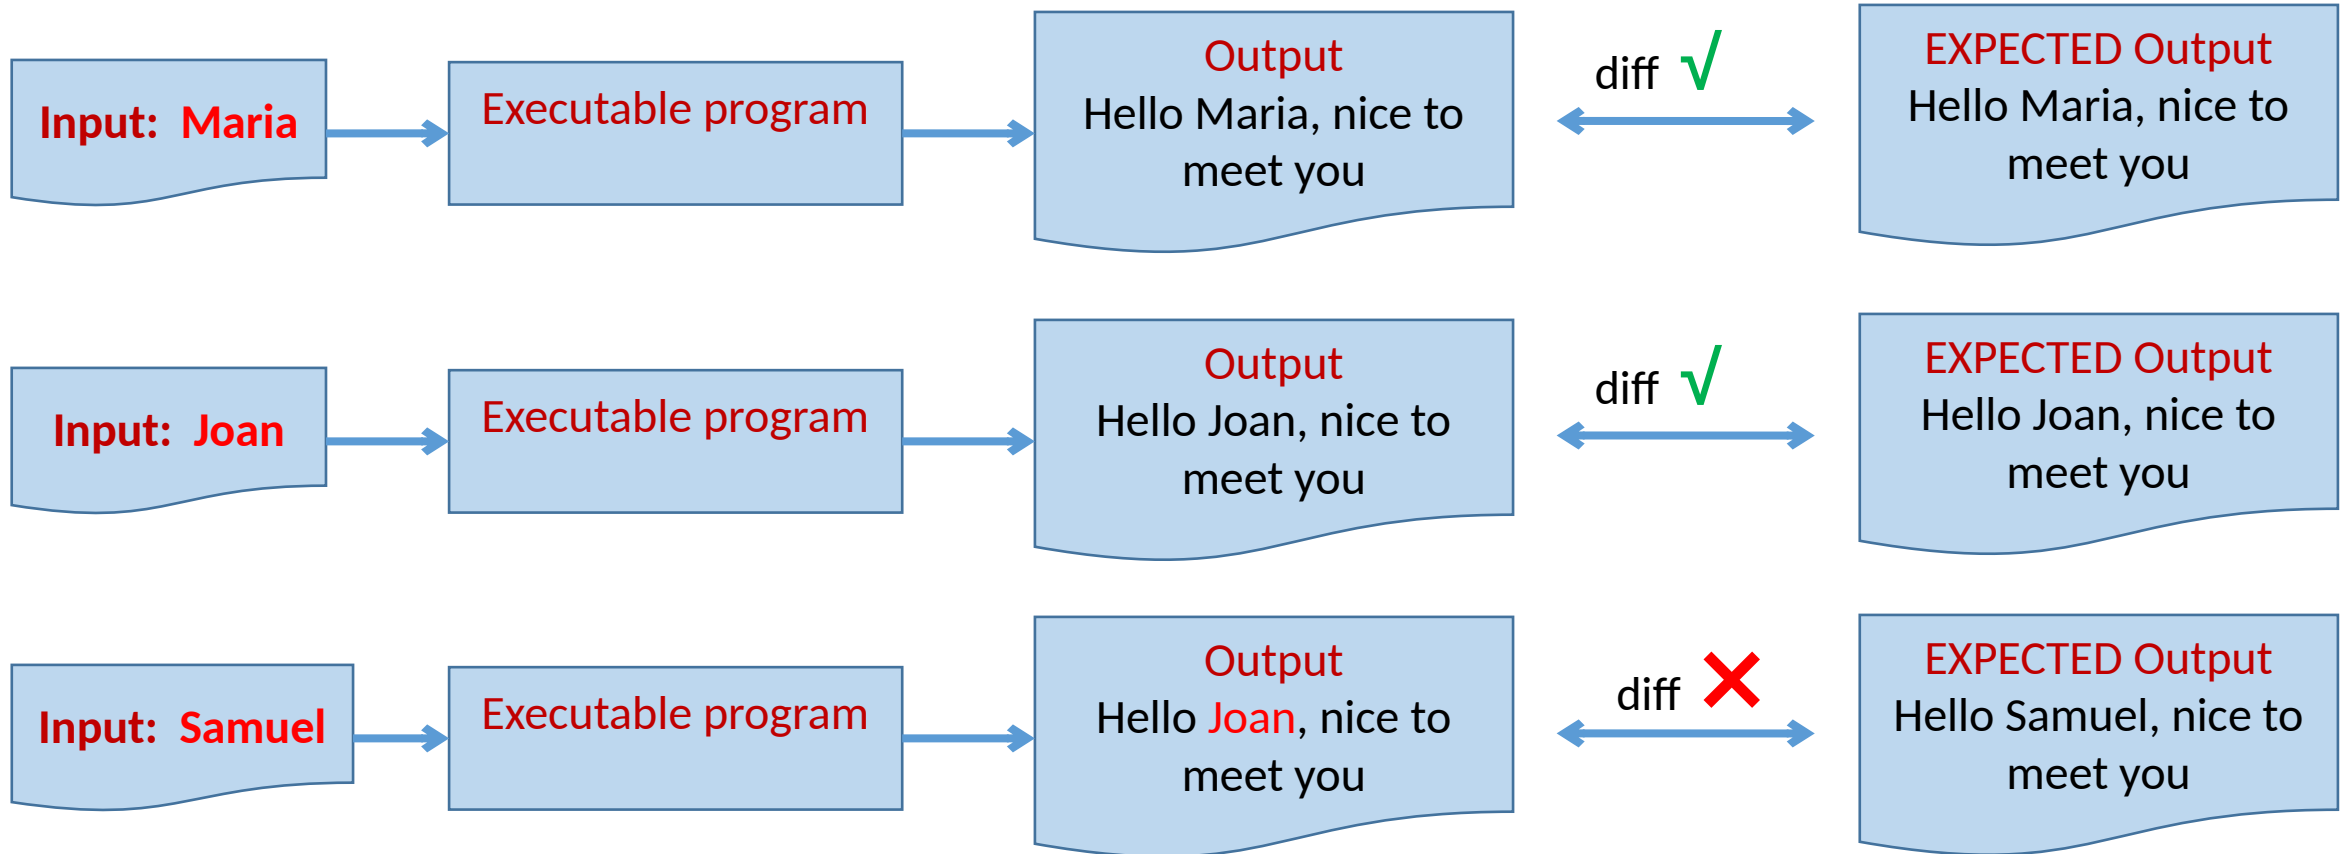 Input: Maria
Executable program
Output
Hello Maria, nice to
meet you
diff √
EXPECTED Output
Hello Maria, nice to
meet you
Input: Joan
Executable program
Output
Hello Joan, nice to
meet you
diff √
EXPECTED Output
Hello Joan, nice to
meet you
Input: Samuel
Executable program
Output
Hello Joan, nice to
meet you
diff
EXPECTED Output
Hello Samuel, nice to
meet you